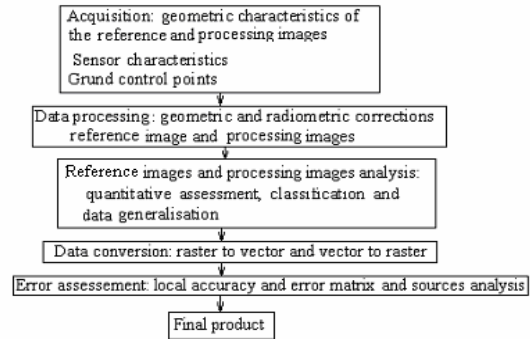 Acquisition: geometric characteristics of
the reference and processing images
Sensor characteristics
Grund control points
Data processing: geometric and radiometric corrections
reference image and processing images
Reference images and processing images analysis:
quantitative assessment, classification and
data generalisation
Data conversion: raster to vector and vector to raster
Error assessement: local accuracy and error matrix and sources analysis
Final product